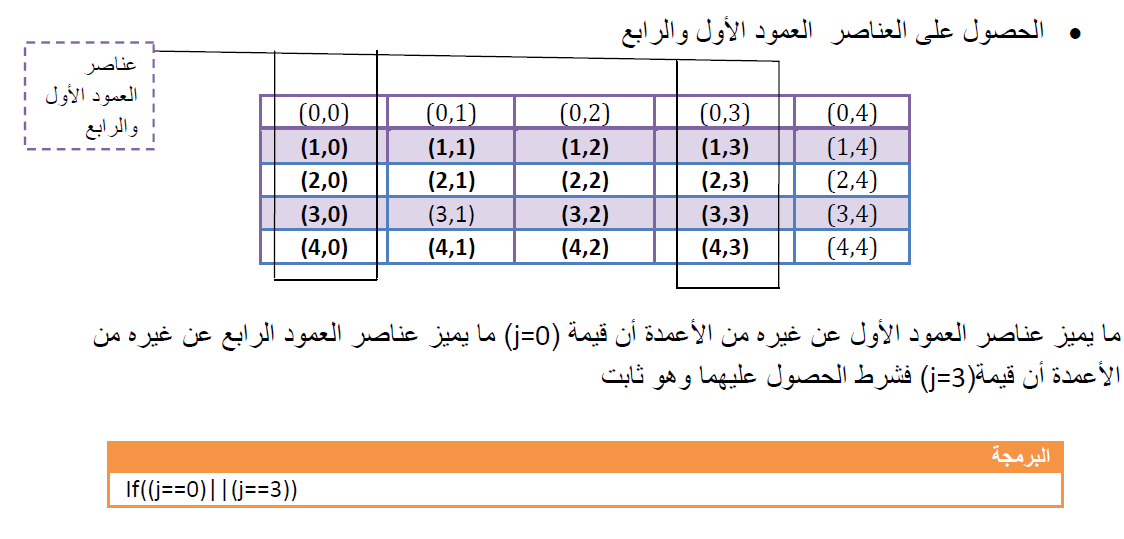 • الحصول على العناصر العمود الأول والرابع
عناصر
العمود الأول
والرابع
(0,0) (0,1) (0,2) (0,3) (0,4)
(1,0) (1,1) (1,2) (1,3) (1,4)
(2,0) (2,1) (2,2) (2,3) (2,4)
(3,0) (3,1) (3,2) (3,3) (3,4)
(4,0) (4,1) (4,2) (4,3) (4,4)
ما يميز عناصر العمود الأول عن غيره من الأعمدة أن قيمة (j=0) ما يميز عناصر العمود الرابع عن غيره من
الأعمدة أن قيمة(j=3) فشرط الحصول عليهما وهو ثابت
البرمجة
If((j==0)||(j==3))